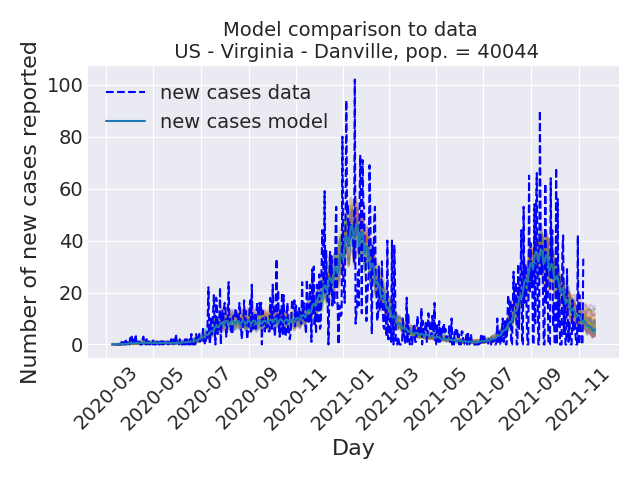 Model comparison to data
US - Virginia - Danville, pop. = 40044
Number of new cases reported
100
80
60
40
20
0
new cases data
new cases model
2020-03
2020-05
2020-07
2020-09
2020-11
2021-01
2021-03
2021-05
2021-07
2021-09
2021-11
Day